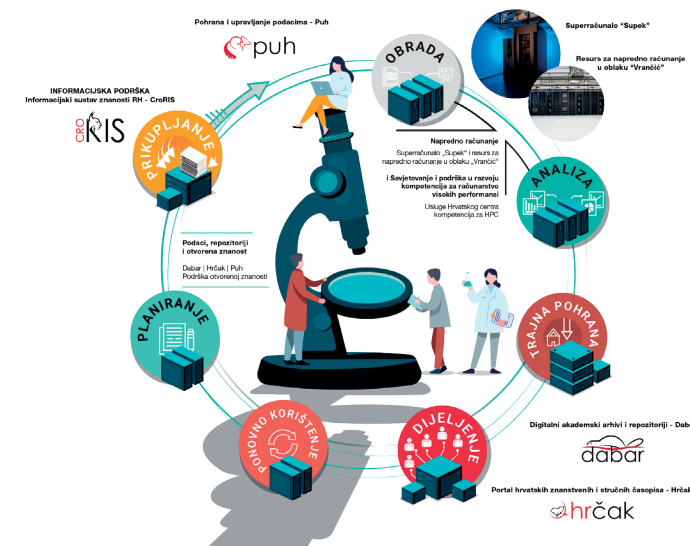 Pohrana i upravljanje podacima - Puh
puh
Superračunalo “Supek”
Resurs za napredno računanje
u oblaku “Vrančić”
INFORMACIJSKA PODRŠKA
Informacijski sustav znanosti RH - CroRIS
CRO
RIS
PRIKUPLJANJE
OBRADA
Napredno računanje
Superračunalo „Supek” i resurs za
napredno računanje u oblaku „Vrančić”
i Savjetovanje i podrška u razvoju
kompetencija za računarstvo
visokih performansi
Usluge Hrvatskog centra
kompetencija za HPC
ANALIZA
Podaci, repozitoriji
i otvorena znanost
Dabar | Hrčak | Puh
Podrška otvorenoj znanosti
PLANIRANJE
TRAJNA POHRANA
PONOVNO KORIŠTENJE
DIJELJENJE
Digitalni akademski arhivi i repozitoriji - Dab
dabar
Portal hrvatskih znanstvenih i stručnih časopisa - Hrčak
hrčak